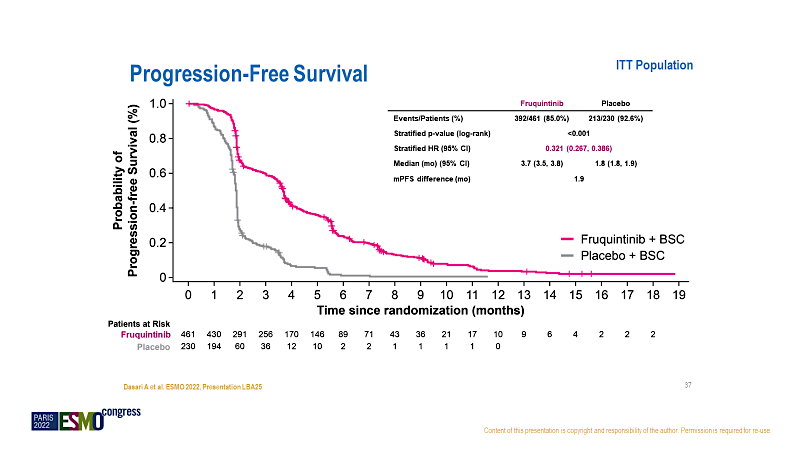 Progression-Free Survival
ITT Population
Fruquintinib Placebo
Events/Patients (%) 392/461 (85.0%) 213/230 (92.6%)
Stratified p-value (log-rank) <0.001
Stratified HR (95% CI) 0.321 (0.267, 0.386)
Median (mo) (95% CI) 3.7 (3.5, 3.8) 1.8 (1.8, 1.9)
mPFS difference (mo) 1.9
Probability of
Progression-free Survival (%)
1.0
0.8
0.6
0.4
0.2
0
Fruquintinib + BSC
Placebo + BSC
0 1 2 3 4 5 6 7 8 9 10 11 12 13 14 15 16 17 18 19
Time since randomization (months)
Patients at Risk
Fruquintinib 461 430 291 256 170 146 89 71 43 36 21 17 10 9 6 4 2 2 2
Placebo 230 194 60 36 12 10 2 2 1 1 1 1 0
Dasari A et al. ESMO 2022. Presentation LBA25
37
PARIS
2022
ESMO congress
Content of this presentation is copyright and responsibility of the author. Permission is required for re-use.